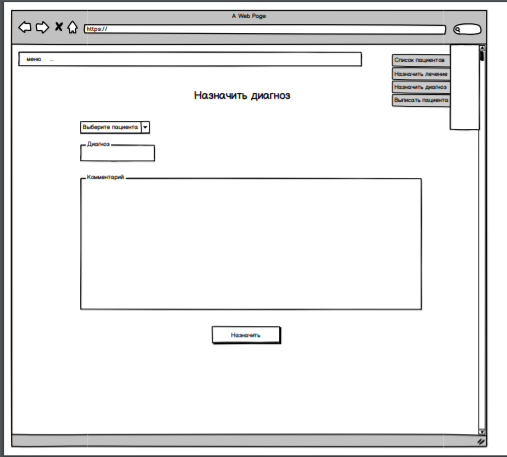 A Web Page
https://
меню ...
Список пациентов
Назначить лечение
Назначить диагноз
Выписать пациента
Назначить диагноз
Выберите пациента
Диагноз
Комментарий
Назначить